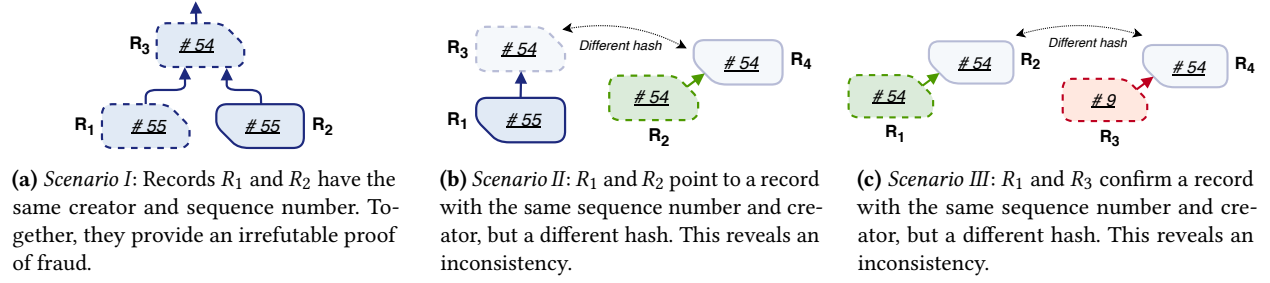 R3
# 54
R1
# 55
# 55
R2
(a) Scenario I: Records R1 and R2 have the
same creator and sequence number. To-
gether, they provide an irrefutable proof
of fraud.
R3
# 54
Different hash
# 54
R4
# 54
R2
R1
# 55
(b) Scenario II: R1 and R2 point to a record
with the same sequence number and cre-
ator, but a different hash. This reveals an
inconsistency.
# 54
R2
Different hash
# 54
R4
# 54
R1
# 9
R3
(c) Scenario III: R1 and R3 confirm a record
with the same sequence number and cre-
ator, but a different hash. This reveals an
inconsistency.